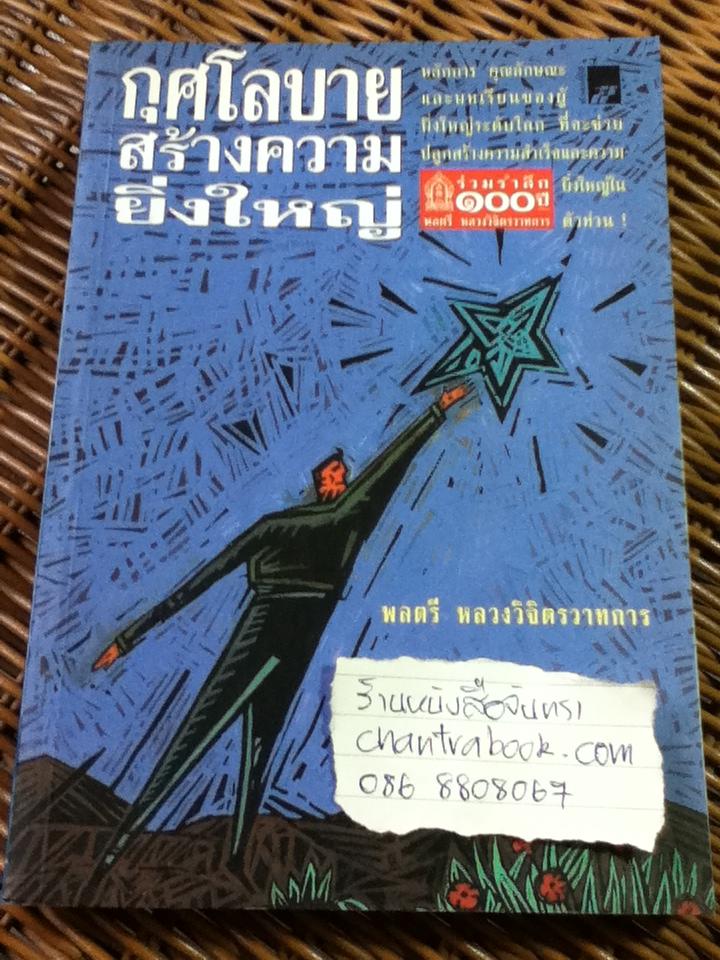 กุศโลบาย
สร้างความ
ยิ่งใหญ่
หลักการ คุณลักษณะ
และบทเรียนของผู้
ยิ่งใหญ่ระดับโลก ที่จะช่วย
ปลูกสร้างความสำเร็จและความ
ยิ่งใหญ่ใน
ตัวท่าน !
ร่วมรำลึก
๑๐๐ ปี
พลตรี หลวงวิจิตรวาทการ
พลตรี หลวงวิจิตรวาทการ
ร้านหนังสือจันทรา
chantrabook.com
086 8808067